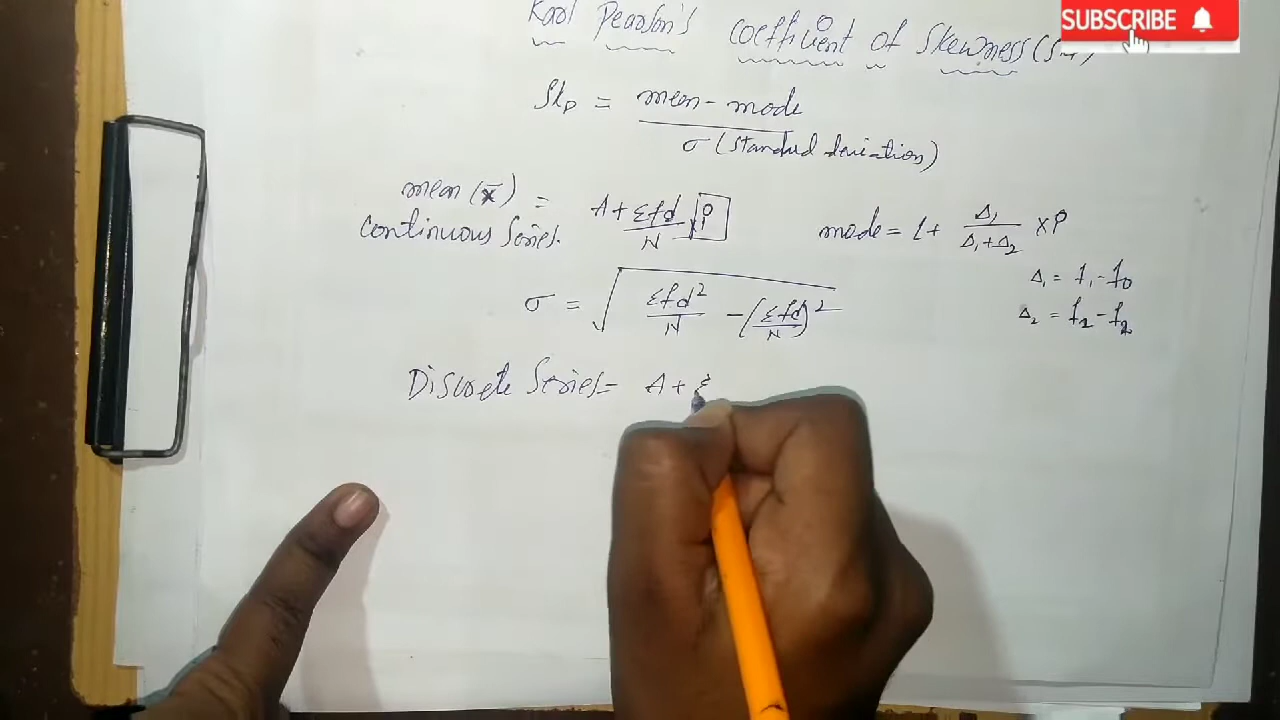 SUBSCRIBE
Karl Pearson's coefficient of Skewness (
Skp = mean - mode / σ (standard deviation)
mean (x̄) = A + Σfd / N × P
continuous series.
mode = L + Δ₁ / Δ₁ + Δ₂ × P
Δ₁ = f₁ - f₀
σ = √ Σfd² / N - (Σfd / N)²
Δ₂ = f₁ - f₂
Discrete Series = A + Σ